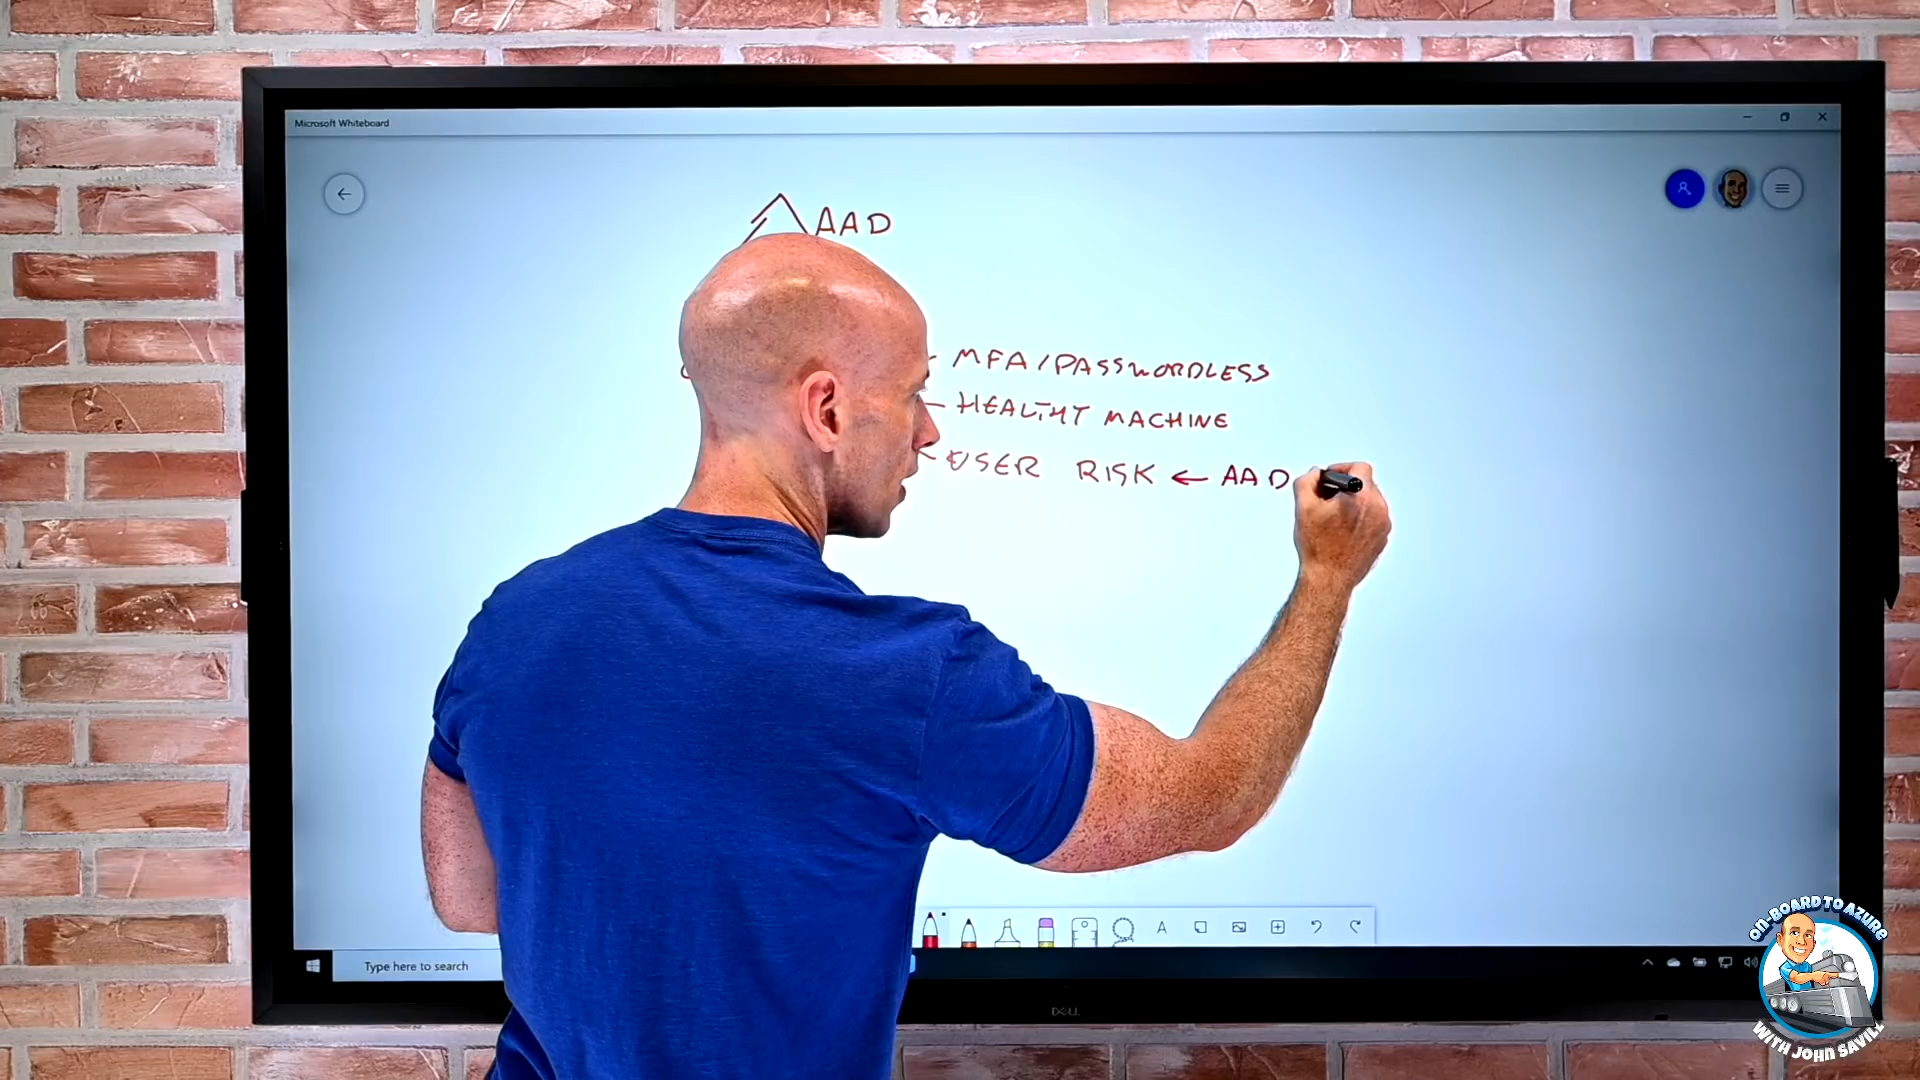 Microsoft Whiteboard
AAD
- MFA/PASSWORDLESS
- HEALTHY MACHINE
USER RISK ← AAD
A
Type here to search
DELL
ON-BOARD TO AZURE
WITH JOHN SAVILL